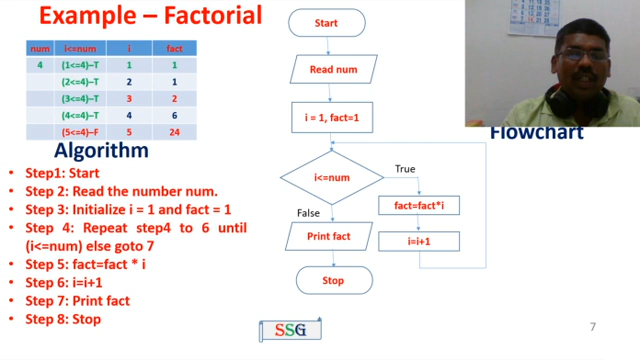 Example – Factorial
num i<=num i fact
4 (1<=4)–T 1 1
(2<=4)–T 2 1
(3<=4)–T 3 2
(4<=4)–T 4 6
(5<=4)–F 5 24
Algorithm
• Step1: Start
• Step 2: Read the number num.
• Step 3: Initialize i = 1 and fact = 1
• Step 4: Repeat step4 to 6 until
(i<=num) else goto 7
• Step 5: fact=fact * i
• Step 6: i=i+1
• Step 7: Print fact
• Step 8: Stop
Start
Read num
i = 1, fact=1
i<=num
True
fact=fact*i
i=i+1
False
Print fact
Stop
Flowchart
SSG
7